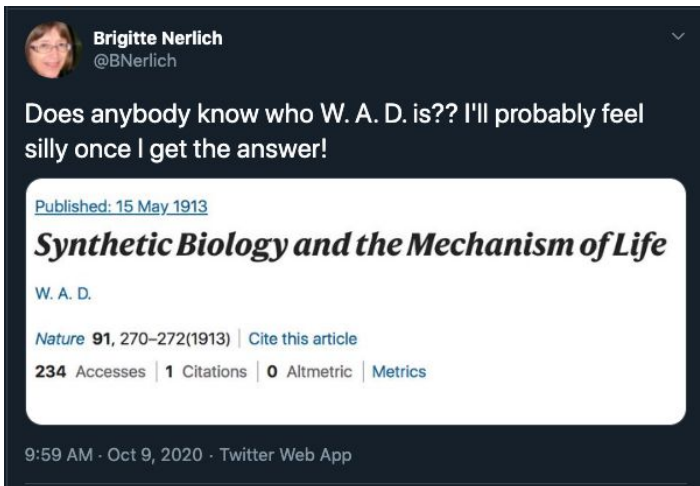 Brigitte Nerlich
@BNerlich
Does anybody know who W. A. D. is?? I'll probably feel
silly once I get the answer!
Published: 15 May 1913
Synthetic Biology and the Mechanism of Life
W. A. D.
Nature 91, 270–272(1913) | Cite this article
234 Accesses | 1 Citations | 0 Altmetric | Metrics
9:59 AM · Oct 9, 2020 · Twitter Web App